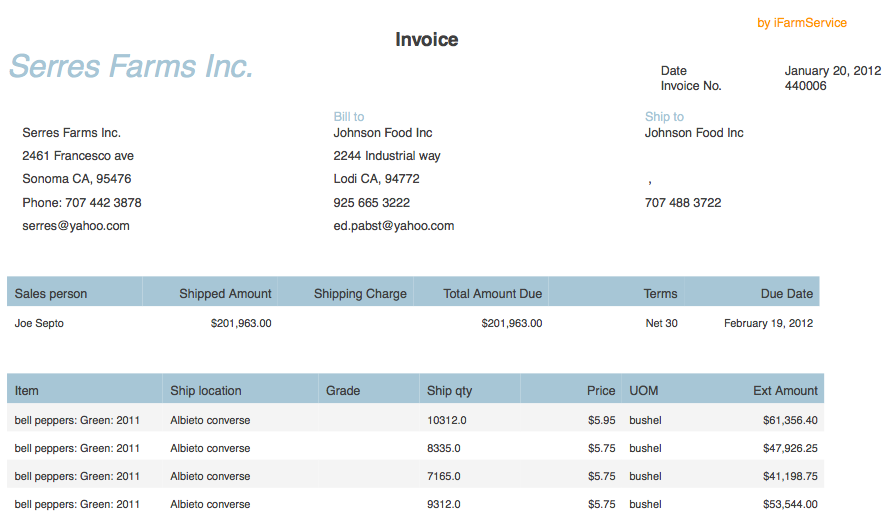 by iFarmService
Invoice
Serres Farms Inc.
Date January 20, 2012
Invoice No. 440006
Bill to Ship to
Serres Farms Inc. Johnson Food Inc Johnson Food Inc
2461 Francesco ave 2244 Industrial way
Sonoma CA, 95476 Lodi CA, 94772 ,
Phone: 707 442 3878 925 665 3222 707 488 3722
serres@yahoo.com ed.pabst@yahoo.com
Sales person Shipped Amount Shipping Charge Total Amount Due Terms Due Date
Joe Septo $201,963.00 $201,963.00 Net 30 February 19, 2012
Item Ship location Grade Ship qty Price UOM Ext Amount
bell peppers: Green: 2011 Albieto converse 10312.0 $5.95 bushel $61,356.40
bell peppers: Green: 2011 Albieto converse 8335.0 $5.75 bushel $47,926.25
bell peppers: Green: 2011 Albieto converse 7165.0 $5.75 bushel $41,198.75
bell peppers: Green: 2011 Albieto converse 9312.0 $5.75 bushel $53,544.00